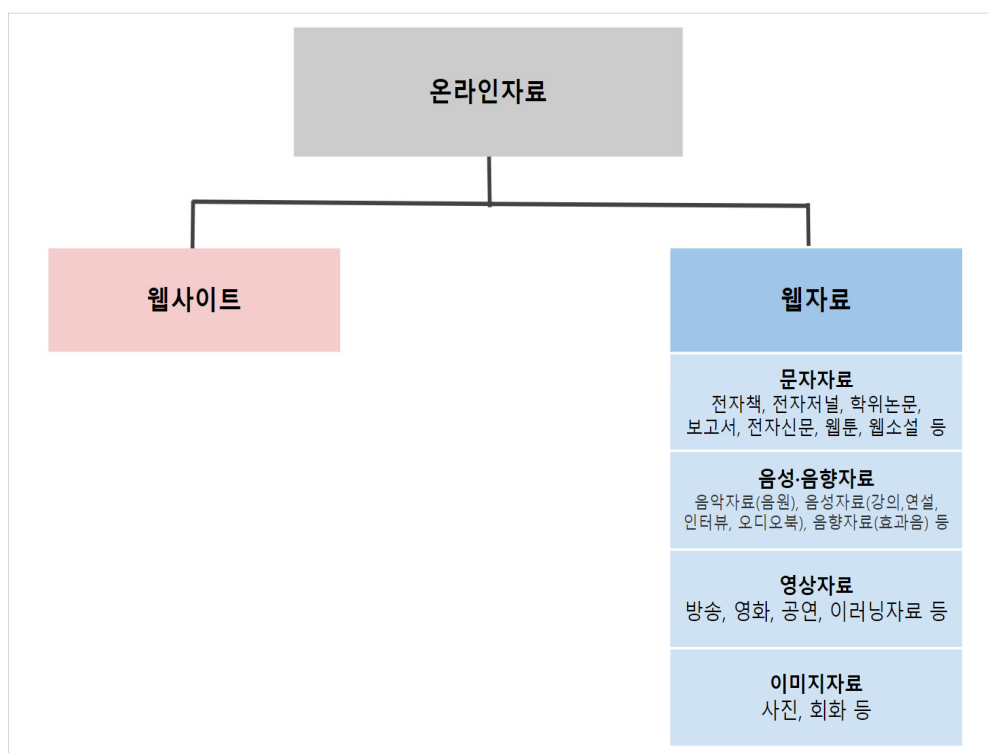 온라인자료
웹사이트
웹자료
문자자료
전자책, 전자저널, 학위논문,
보고서, 전자신문, 웹툰, 웹소설 등
음성·음향자료
음악자료(음원), 음성자료(강의,연설,
인터뷰, 오디오북), 음향자료(효과음) 등
영상자료
방송, 영화, 공연, 이러닝자료 등
이미지자료
사진, 회화 등